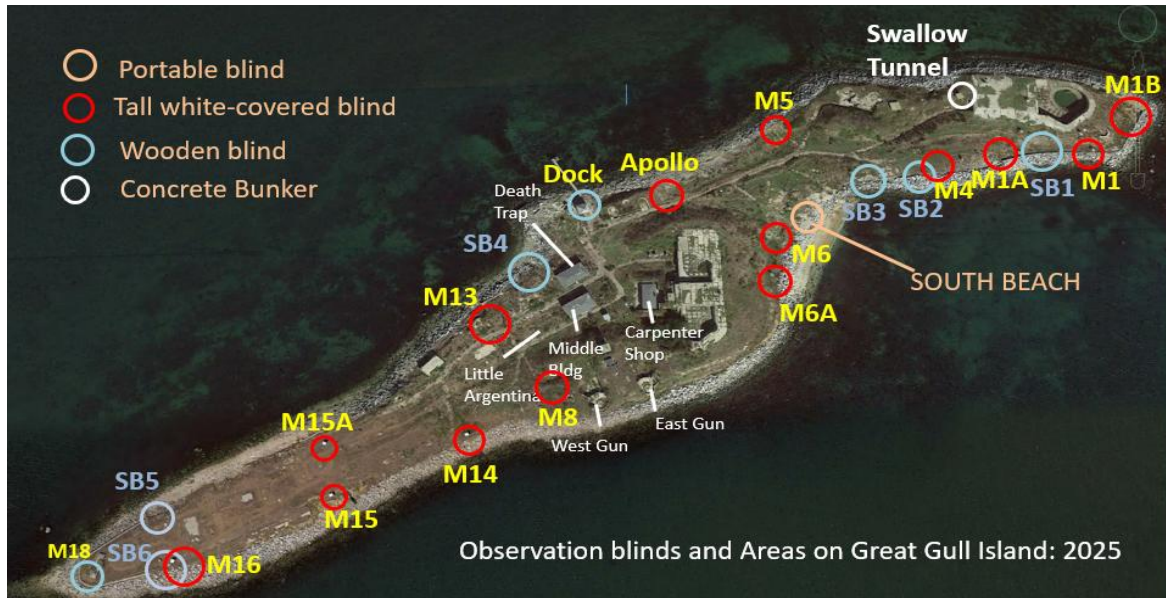 Portable blind
Tall white-covered blind
Wooden blind
Concrete Bunker
Swallow
Tunnel
M1B
M5
Apollo
Dock
Death
Trap
M4
M1A
SB1
M1
SB3
SB2
SB4
M6
SOUTH BEACH
M6A
M13
Carpenter
Shop
Middle
Bldg
Little
Argentina
M8
East Gun
West Gun
M15A
M14
SB5
M15
SB6
M18
M16
Observation blinds and Areas on Great Gull Island: 2025